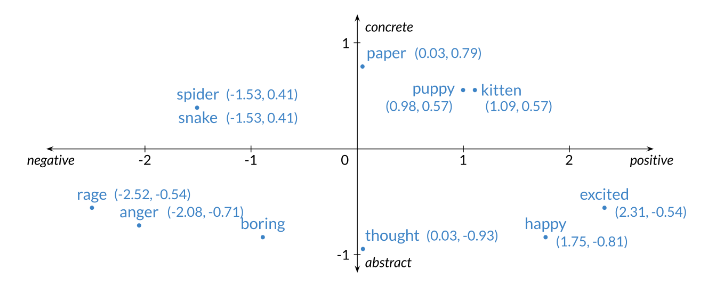 concrete
1
paper (0.03, 0.79)
spider (-1.53, 0.41)
snake (-1.53, 0.41)
puppy
(0.98, 0.57)
kitten
(1.09, 0.57)
negative
-2
-1
0
1
2
positive
rage (-2.52, -0.54)
anger (-2.08, -0.71)
boring
thought (0.03, -0.93)
excited
(2.31, -0.54)
happy
(1.75, -0.81)
-1
abstract